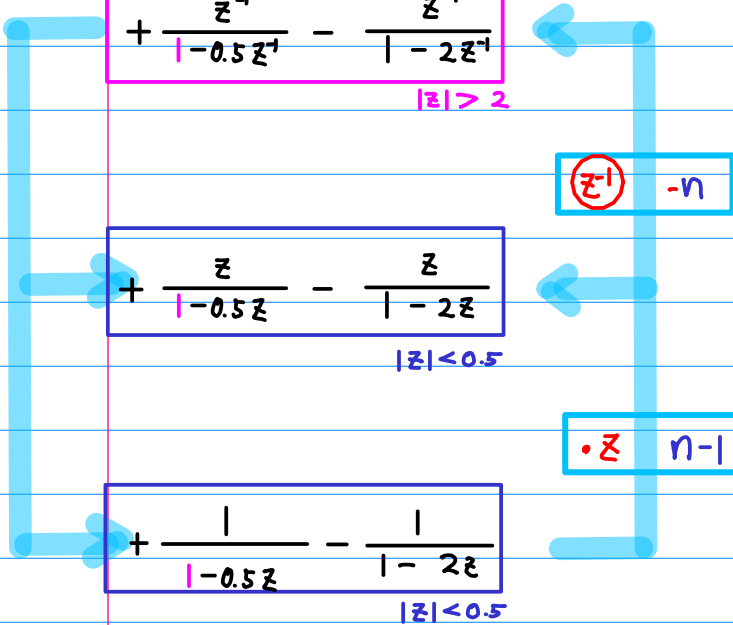 + z⁻¹/(1-0.5z⁻¹) - z⁻¹/(1-2z⁻¹)
|z| > 2
z⁻¹ -n
+ z/(1-0.5z) - z/(1-2z)
|z| < 0.5
·z n-1
+ 1/(1-0.5z) - 1/(1-2z)
|z| < 0.5